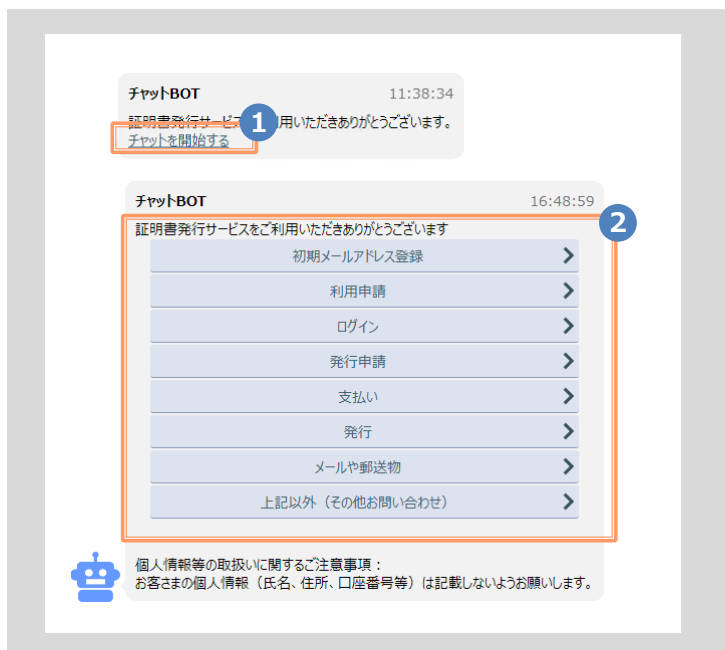 チャットBOT 11:38:34
証明書発行サービス 用いただきありがとうございます。
チャットを開始する
1
チャットBOT 16:48:59
2
証明書発行サービスをご利用いただきありがとうございます
初期メールアドレス登録
利用申請
ログイン
発行申請
支払い
発行
メールや郵送物
上記以外（その他お問い合わせ）
個人情報等の取扱いに関するご注意事項：
お客さまの個人情報（氏名、住所、口座番号等）は記載しないようお願いします。